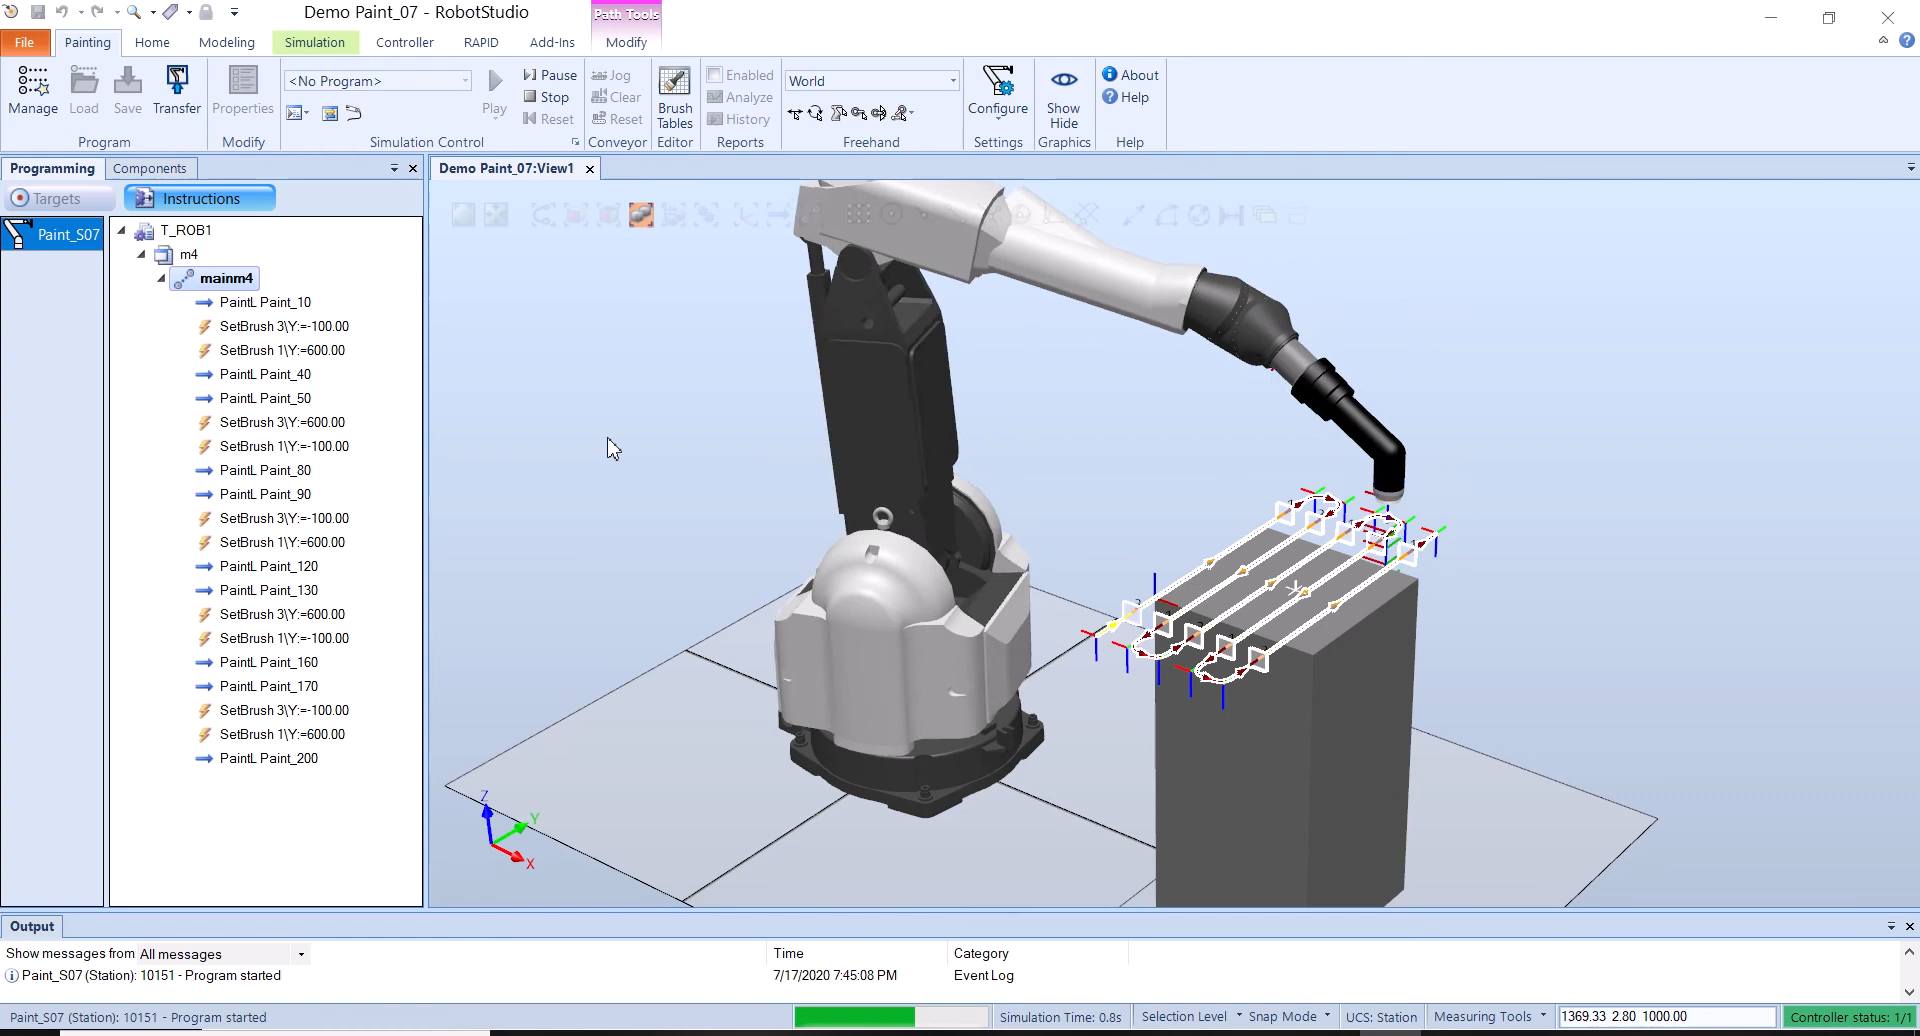 Demo Paint_07 - RobotStudio
Path Tools
File
Painting
Home
Modeling
Simulation
Controller
RAPID
Add-Ins
Modify
Manage
Load
Save
Transfer
Properties
<No Program>
Play
Pause
Stop
Reset
Jog
Clear
Reset
Brush
Tables
Enabled
Analyze
History
World
Configure
Show
Hide
About
Help
Program
Modify
Simulation Control
Conveyor
Editor
Reports
Freehand
Settings
Graphics
Help
Programming
Components
Demo Paint_07:View1
Targets
Instructions
Paint_S07
T_ROB1
m4
mainm4
PaintL Paint_10
SetBrush 3\Y:=-100.00
SetBrush 1\Y:=600.00
PaintL Paint_40
PaintL Paint_50
SetBrush 3\Y:=600.00
SetBrush 1\Y:=-100.00
PaintL Paint_80
PaintL Paint_90
SetBrush 3\Y:=-100.00
SetBrush 1\Y:=600.00
PaintL Paint_120
PaintL Paint_130
SetBrush 3\Y:=600.00
SetBrush 1\Y:=-100.00
PaintL Paint_160
PaintL Paint_170
SetBrush 3\Y:=-100.00
SetBrush 1\Y:=600.00
PaintL Paint_200
Z
Y
X
Output
Show messages from All messages
Time
Category
Paint_S07 (Station): 10151 - Program started
7/17/2020 7:45:08 PM
Event Log
Paint_S07 (Station): 10151 - Program started
Simulation Time: 0.8s
Selection Level
Snap Mode
UCS: Station
Measuring Tools
1369.33 2.80 1000.00
Controller status: 1/1